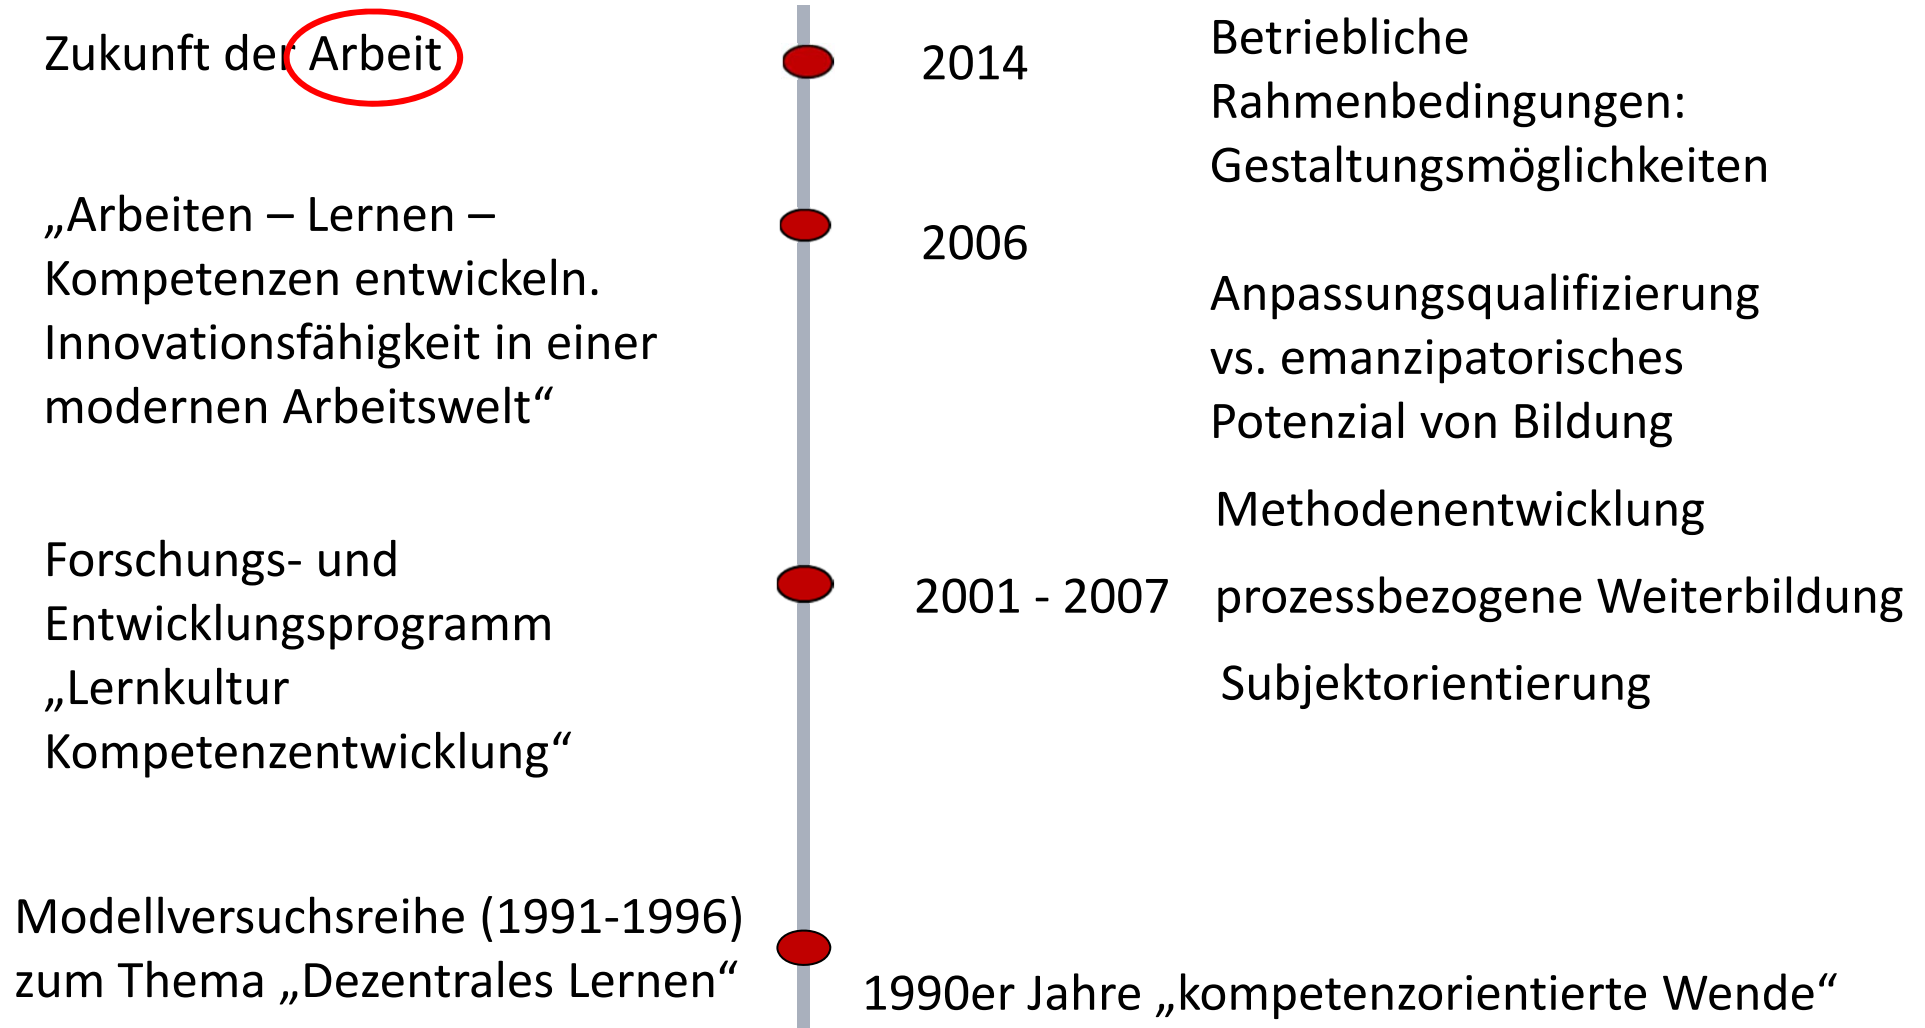 Zukunft der Arbeit
2014
Betriebliche
Rahmenbedingungen:
Gestaltungsmöglichkeiten
„Arbeiten – Lernen –
Kompetenzen entwickeln.
Innovationsfähigkeit in einer
modernen Arbeitswelt“
2006
Anpassungsqualifizierung
vs. emanzipatorisches
Potenzial von Bildung
Forschungs- und
Entwicklungsprogramm
„Lernkultur
Kompetenzentwicklung“
2001 - 2007
Methodenentwicklung
prozessbezogene Weiterbildung
Subjektorientierung
Modellversuchsreihe (1991-1996)
zum Thema „Dezentrales Lernen“
1990er Jahre „kompetenzorientierte Wende“